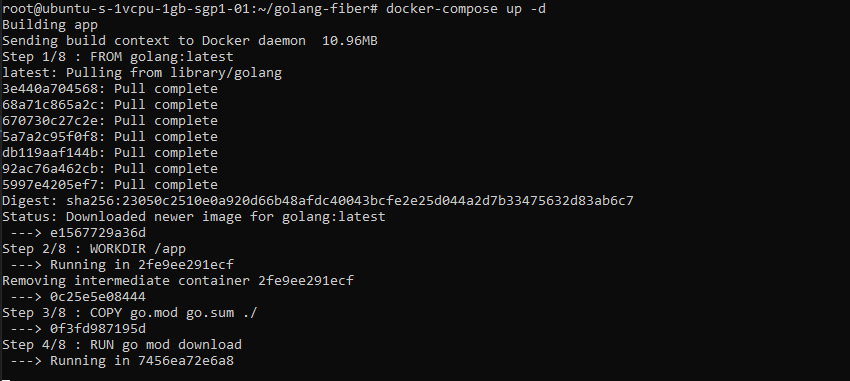 root@ubuntu-s-1vcpu-1gb-sgp1-01:~/golang-fiber# docker-compose up -d
Building app
Sending build context to Docker daemon  10.96MB
Step 1/8 : FROM golang:latest
latest: Pulling from library/golang
3e440a704568: Pull complete
68a71c865a2c: Pull complete
670730c27c2e: Pull complete
5a7a2c95f0f8: Pull complete
db119aaf144b: Pull complete
92ac76a462cb: Pull complete
5997e4205ef7: Pull complete
Digest: sha256:23050c2510e0a920d66b48afdc40043bcfe2e25d044a2d7b33475632d83ab6c7
Status: Downloaded newer image for golang:latest
 ---> e1567729a36d
Step 2/8 : WORKDIR /app
 ---> Running in 2fe9ee291ecf
Removing intermediate container 2fe9ee291ecf
 ---> 0c25e5e08444
Step 3/8 : COPY go.mod go.sum ./
 ---> 0f3fd987195d
Step 4/8 : RUN go mod download
 ---> Running in 7456ea72e6a8